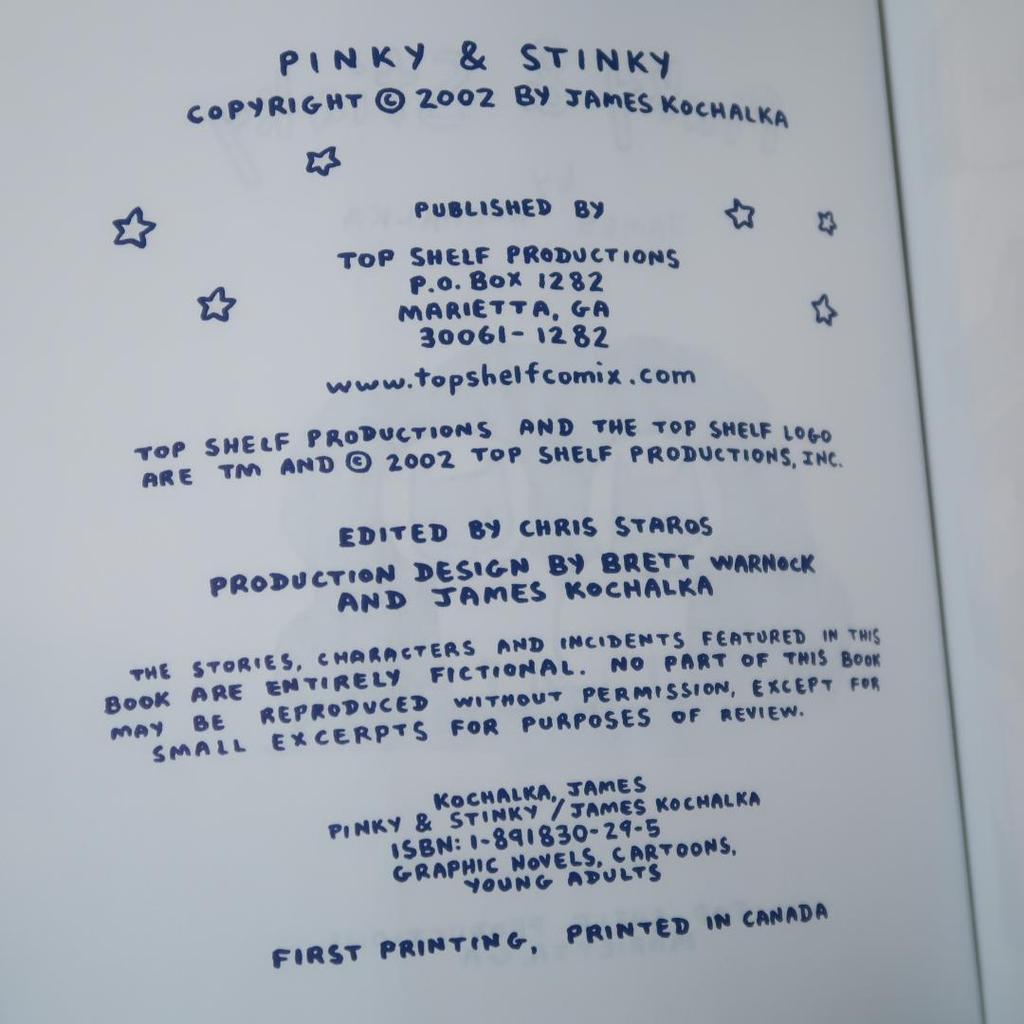 PINKY & STINKY
COPYRIGHT © 2002 BY JAMES KOCHALKA
PUBLISHED BY
TOP SHELF PRODUCTIONS
P.O. BOX 1282
MARIETTA, GA
30061-1282
www.topshelfcomix.com
TOP SHELF PRODUCTIONS AND THE TOP SHELF LOGO
ARE TM AND © 2002 TOP SHELF PRODUCTIONS, INC.
EDITED BY CHRIS STAROS
PRODUCTION DESIGN BY BRETT WARNOCK
AND JAMES KOCHALKA
THE STORIES, CHARACTERS AND INCIDENTS FEATURED IN THIS
BOOK ARE ENTIRELY FICTIONAL. NO PART OF THIS BOOK
MAY BE REPRODUCED WITHOUT PERMISSION, EXCEPT FOR
SMALL EXCERPTS FOR PURPOSES OF REVIEW.
KOCHALKA, JAMES
PINKY & STINKY / JAMES KOCHALKA
ISBN: 1-891830-29-5
GRAPHIC NOVELS, CARTOONS,
YOUNG ADULTS
FIRST PRINTING, PRINTED IN CANADA